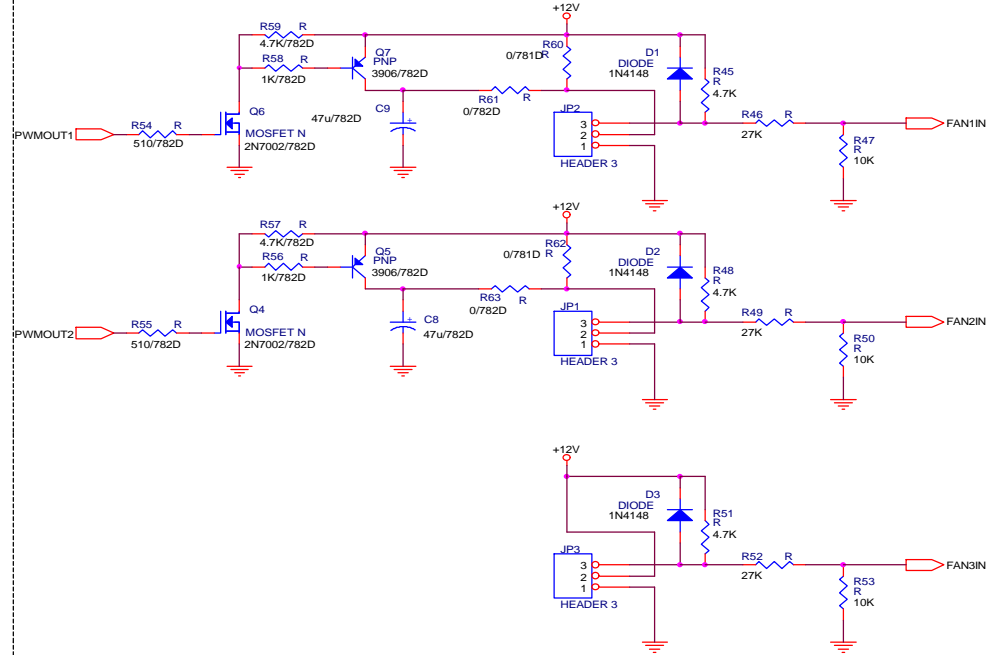 +12V
R59 R
4.7K/782D
R58 R
1K/782D
Q7
PNP
3906/782D
R60
R
0/781D
D1
DIODE
1N4148
R45
R
4.7K
Q6
MOSFET N
2N7002/782D
C9
47u/782D
R61 R
0/782D
JP2
3
2
1
HEADER 3
R46 R
27K
PWMOUT1
R54 R
510/782D
FAN1IN
R47
R
10K
+12V
R57 R
4.7K/782D
R56 R
1K/782D
Q5
PNP
3906/782D
R62
R
0/781D
D2
DIODE
1N4148
R48
R
4.7K
Q4
MOSFET N
2N7002/782D
C8
47u/782D
R63 R
0/782D
JP1
3
2
1
HEADER 3
R49 R
27K
PWMOUT2
R55 R
510/782D
FAN2IN
R50
R
10K
+12V
D3
DIODE
1N4148
R51
R
4.7K
JP3
3
2
1
HEADER 3
R52 R
27K
FAN3IN
R53
R
10K